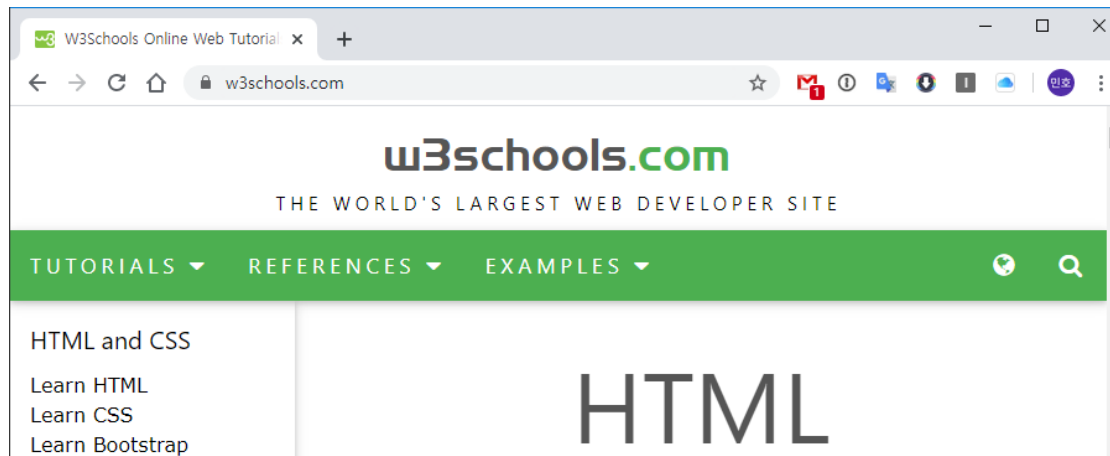 W3Schools Online Web Tutorial
w3schools.com
1
민호
w3schools.com
THE WORLD'S LARGEST WEB DEVELOPER SITE
TUTORIALS REFERENCES EXAMPLES
HTML and CSS
Learn HTML
Learn CSS
Learn Bootstrap
HTML